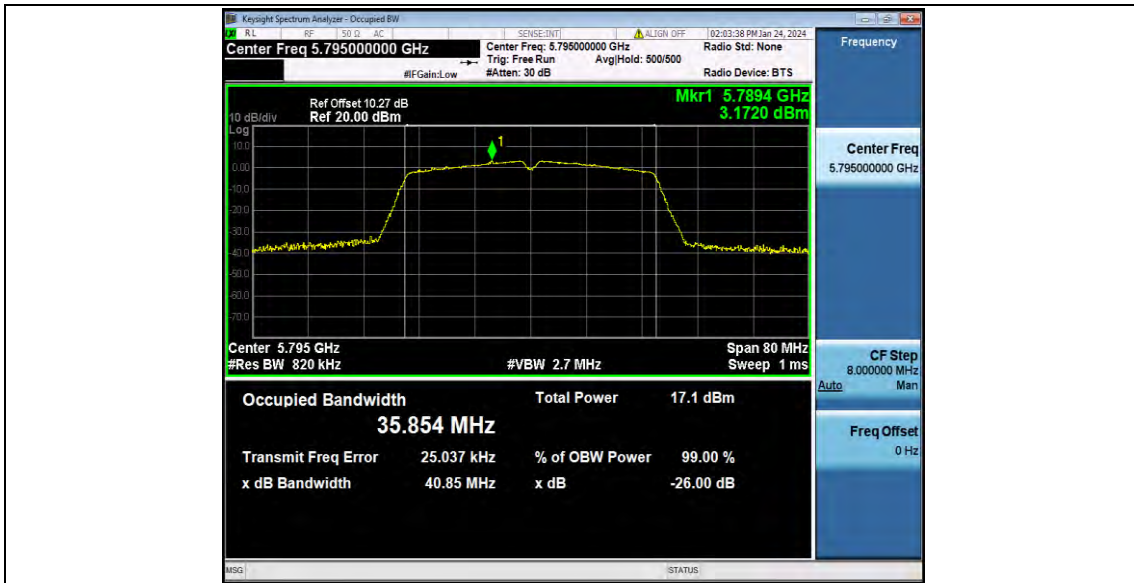 Keysight Spectrum Analyzer - Occupied BW
RL RF 50 Ω AC SENSE:INT ALIGN OFF 02:03:38 PM Jan 24, 2024
Center Freq 5.795000000 GHz
Center Freq: 5.795000000 GHz
Radio Std: None
Trig: Free Run Avg|Hold: 500/500
#IFGain:Low #Atten: 30 dB Radio Device: BTS
Frequency
Mkr1 5.7894 GHz
3.1720 dBm
Ref Offset 10.27 dB
10 dB/div Ref 20.00 dBm
Log
10.0
0.00
-10.0
-20.0
-30.0
-40.0
-50.0
-60.0
-70.0
1
Center 5.795 GHz Span 80 MHz
#Res BW 820 kHz #VBW 2.7 MHz Sweep 1 ms
Occupied Bandwidth Total Power 17.1 dBm
35.854 MHz
Transmit Freq Error 25.037 kHz % of OBW Power 99.00 %
x dB Bandwidth 40.85 MHz x dB -26.00 dB
Center Freq
5.795000000 GHz
CF Step
8.000000 MHz
Auto Man
Freq Offset
0 Hz
MSG STATUS